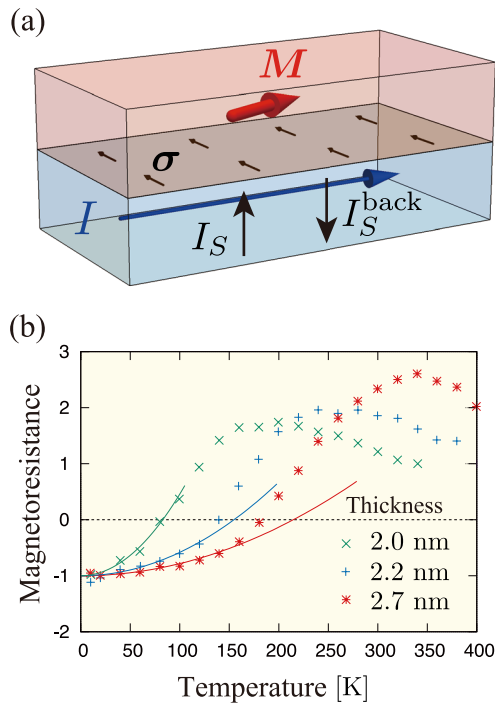 (a)
M
σ
I
I_S
I_S^back
(b)
Magnetoresistance
3
2
1
0
-1
-2
Thickness
2.0 nm
2.2 nm
2.7 nm
0 50 100 150 200 250 300 350 400
Temperature [K]